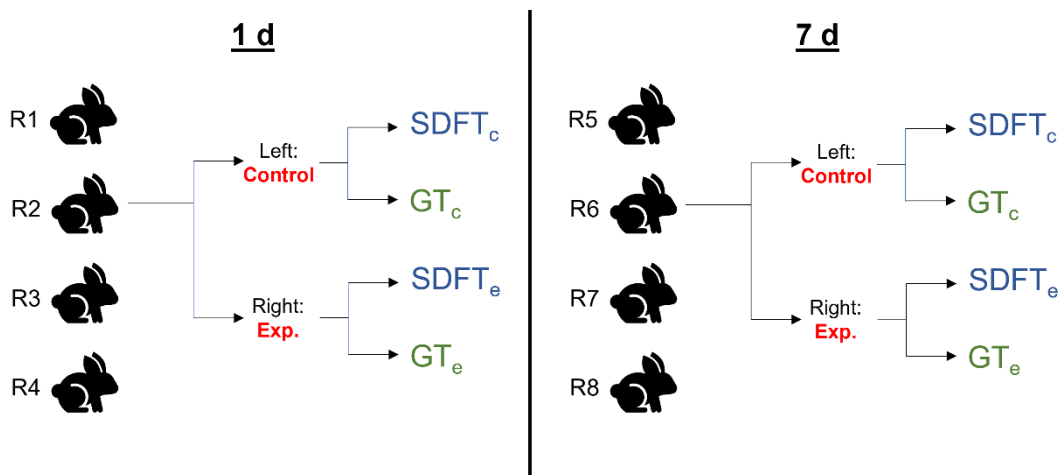 1 d
R1
R2
R3
R4
Left:
Control
Right:
Exp.
SDFTc
GTc
SDFTe
GTe
7 d
R5
R6
R7
R8
Left:
Control
Right:
Exp.
SDFTc
GTc
SDFTe
GTe